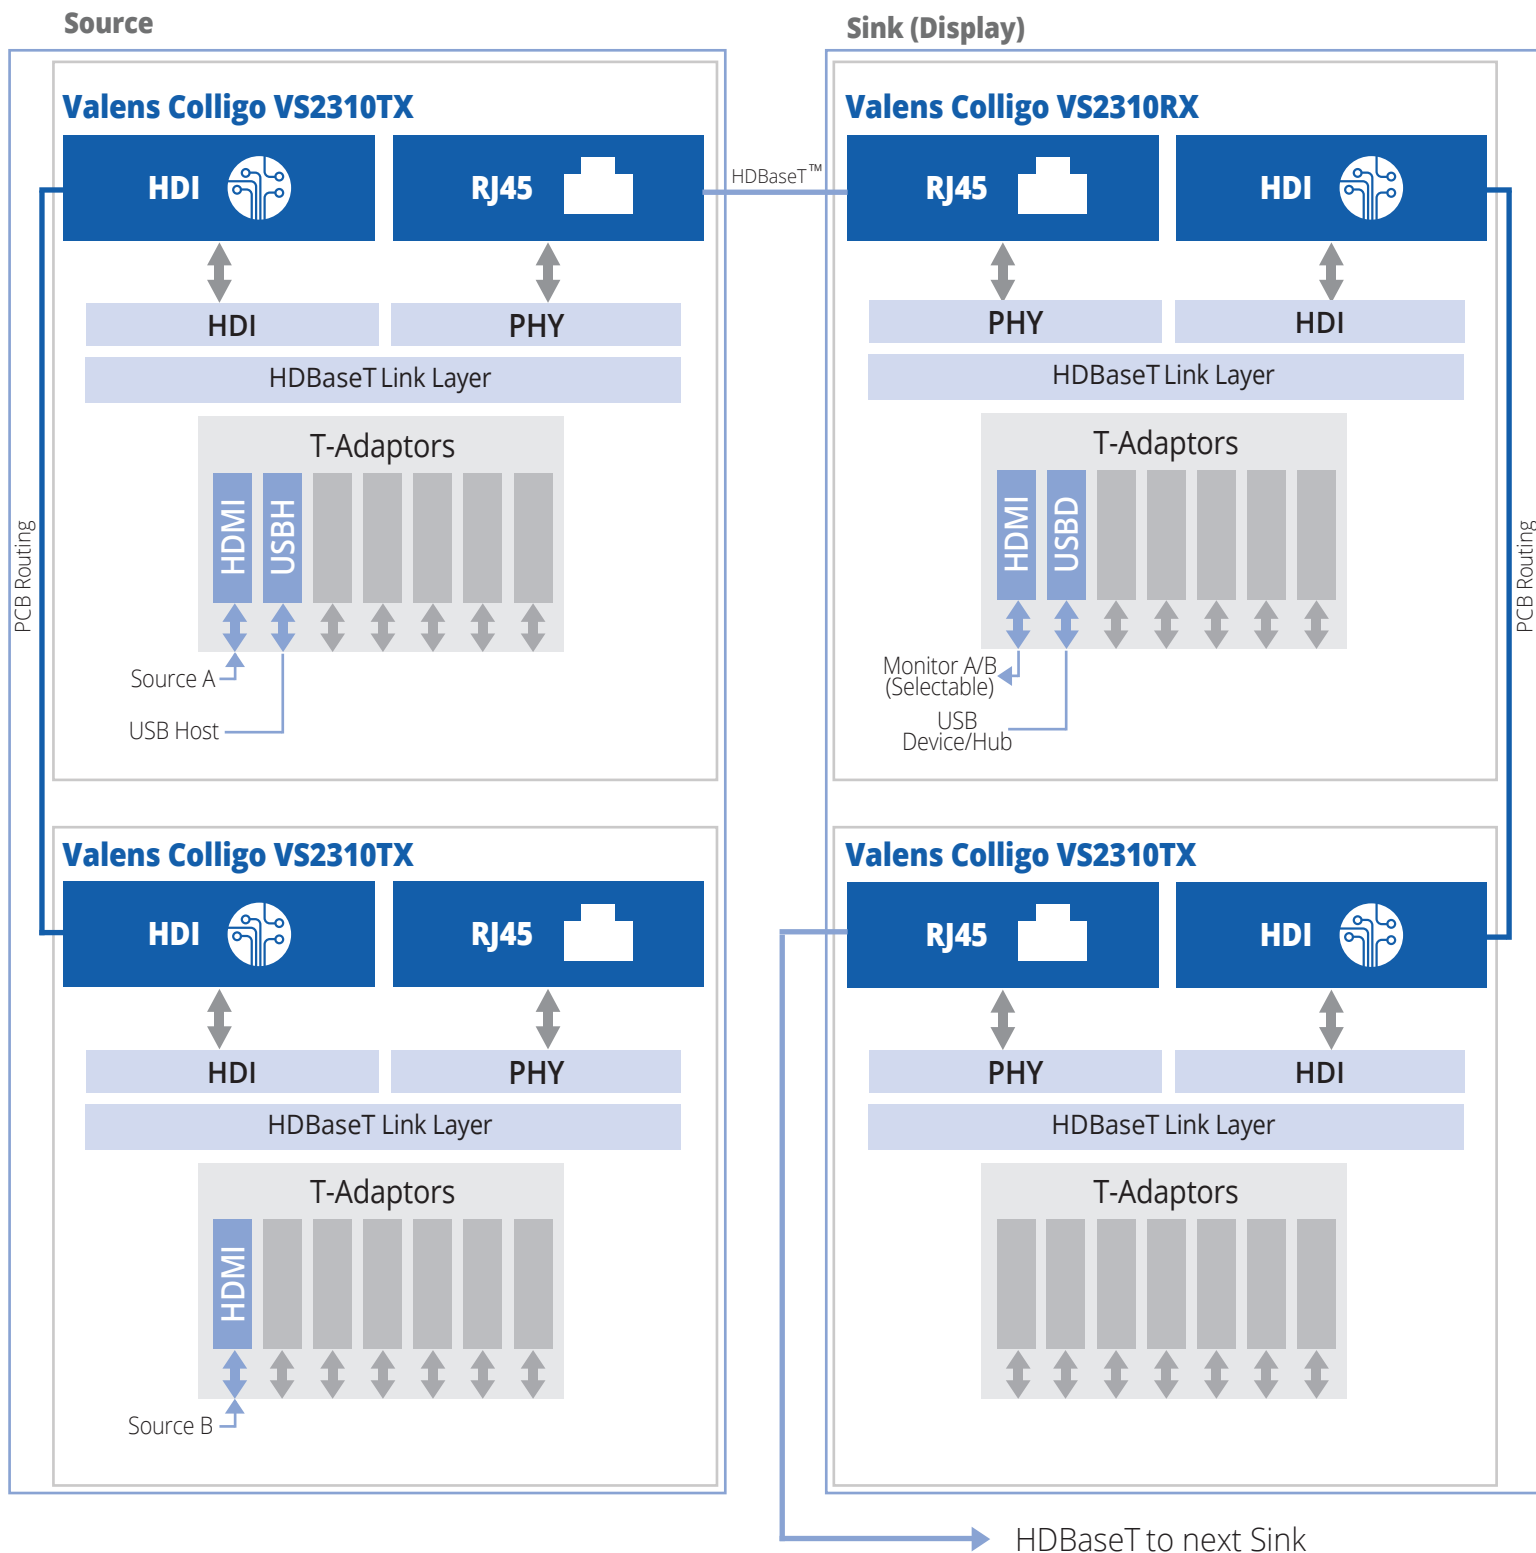 Source
Valens Colligo VS2310TX
HDI
RJ45
HDI
PHY
HDBaseT Link Layer
T-Adaptors
HDMI
USBH
Source A
USB Host
PCB Routing
Valens Colligo VS2310TX
HDI
RJ45
HDI
PHY
HDBaseT Link Layer
T-Adaptors
HDMI
Source B
HDBaseT™
Sink (Display)
Valens Colligo VS2310RX
RJ45
HDI
PHY
HDI
HDBaseT Link Layer
T-Adaptors
HDMI
USBD
Monitor A/B
(Selectable)
USB
Device/Hub
PCB Routing
Valens Colligo VS2310TX
RJ45
HDI
PHY
HDI
HDBaseT Link Layer
T-Adaptors
HDBaseT to next Sink